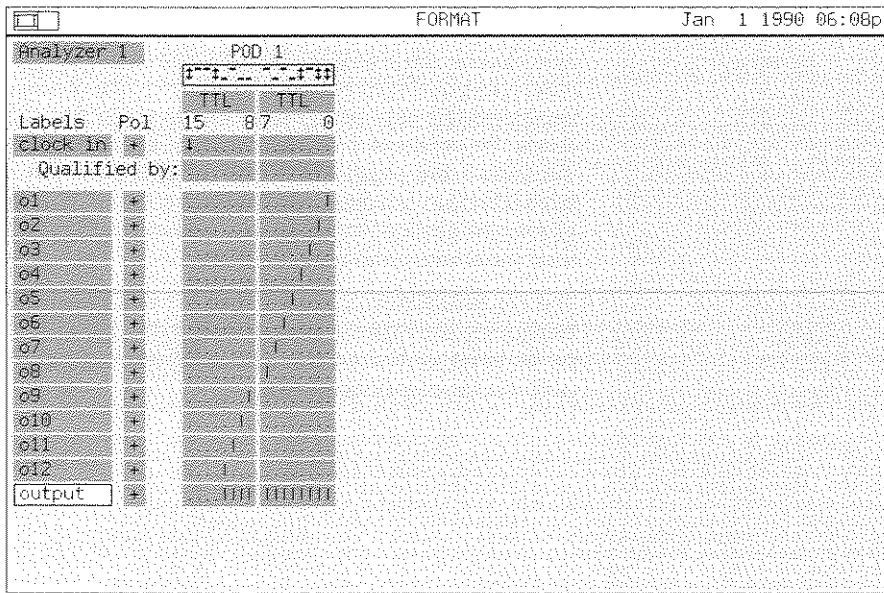 FORMAT Jan 1 1990 06:08p
Analyzer 1 POD 1
TTL TTL
Labels Pol 15 8 7 0
clock in +
Qualified by:
o1 +
o2 +
o3 +
o4 +
o5 +
o6 +
o7 +
o8 +
o9 +
o10 +
o11 +
o12 +
output +